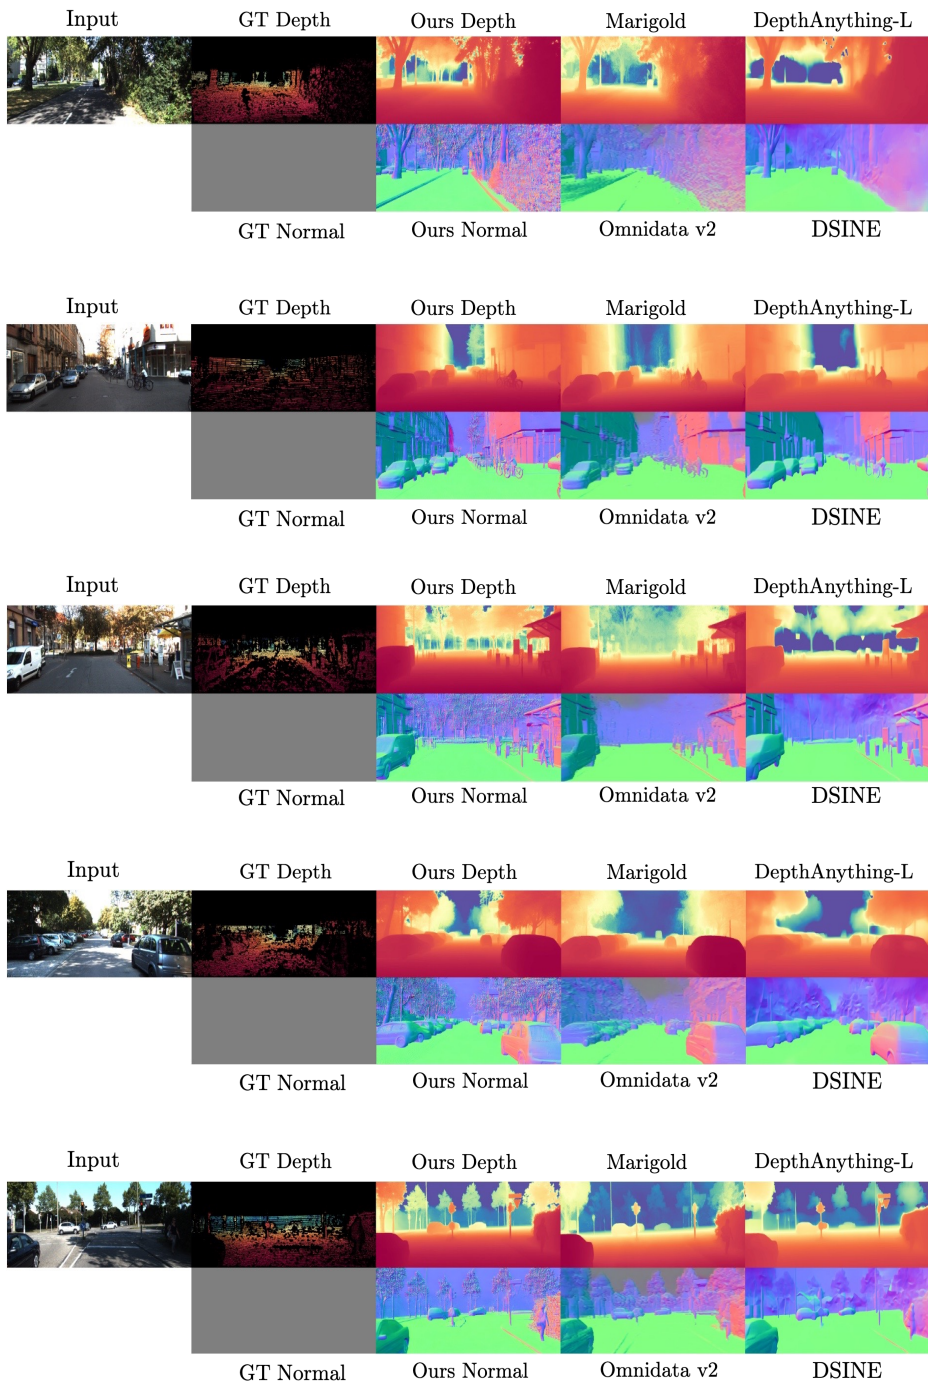 Input GT Depth Ours Depth Marigold DepthAnything-L
GT Normal Ours Normal Omnidata v2 DSINE
Input GT Depth Ours Depth Marigold DepthAnything-L
GT Normal Ours Normal Omnidata v2 DSINE
Input GT Depth Ours Depth Marigold DepthAnything-L
GT Normal Ours Normal Omnidata v2 DSINE
Input GT Depth Ours Depth Marigold DepthAnything-L
GT Normal Ours Normal Omnidata v2 DSINE
Input GT Depth Ours Depth Marigold DepthAnything-L
GT Normal Ours Normal Omnidata v2 DSINE